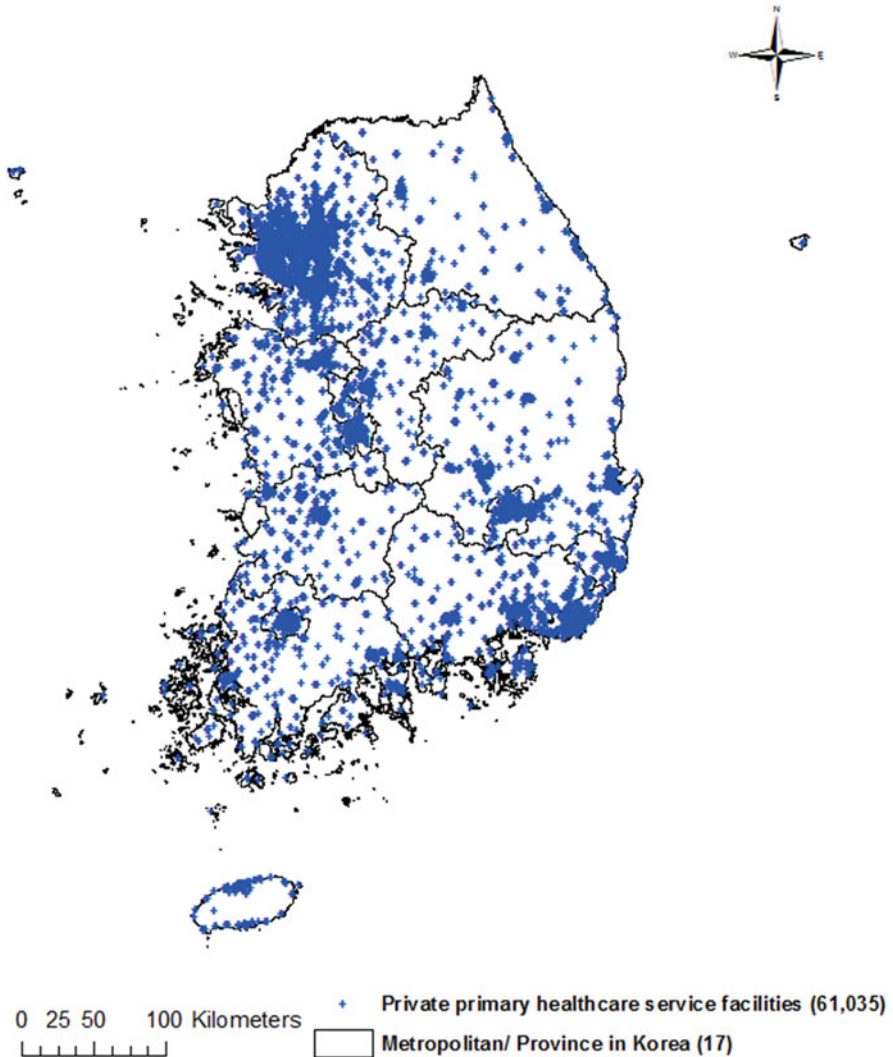 N
W E
S
0 25 50 100 Kilometers
Private primary healthcare service facilities (61,035)
Metropolitan/ Province in Korea (17)